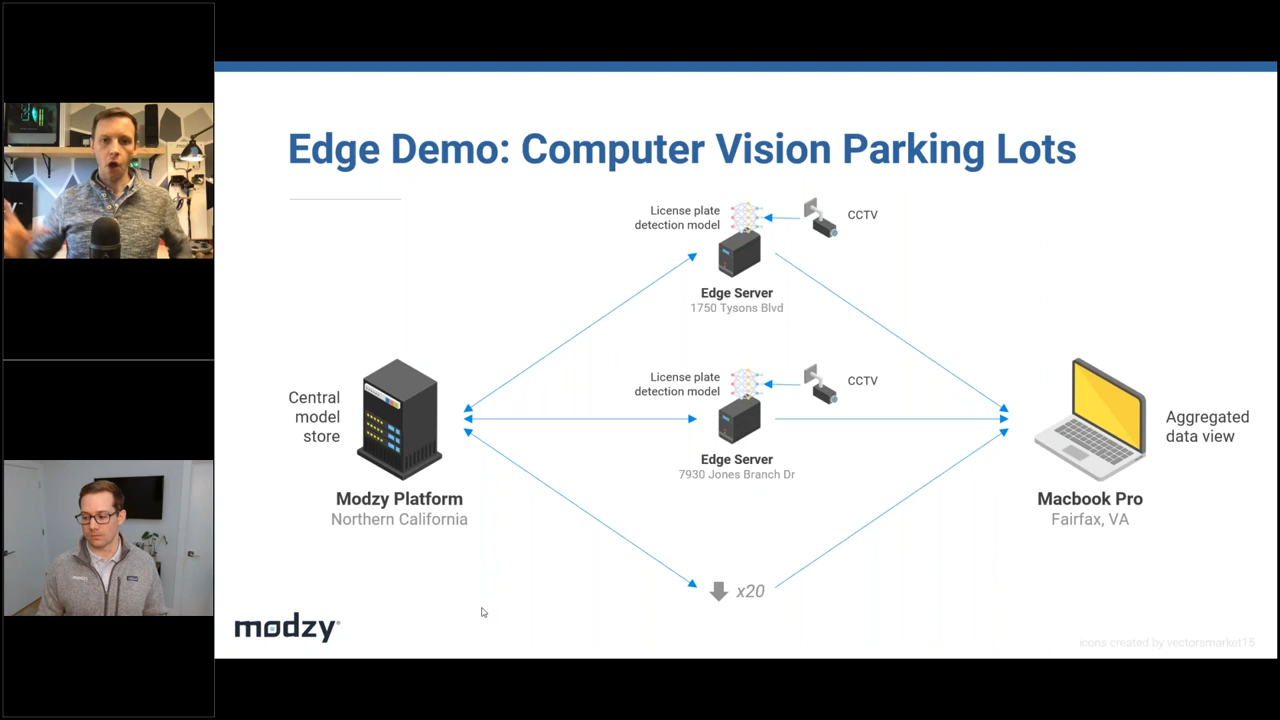 Edge Demo: Computer Vision Parking Lots
License plate
detection model
CCTV
Edge Server
1750 Tysons Blvd
License plate
detection model
CCTV
Edge Server
7930 Jones Branch Dr
Central
model
store
Modzy Platform
Northern California
Aggregated
data view
Macbook Pro
Fairfax, VA
x20
modzy
icons created by vectorsmarket15